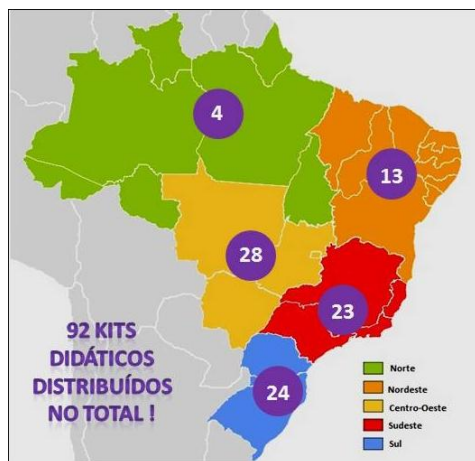 4
13
28
23
24
92 KITS
DIDÁTICOS
DISTRIBUÍDOS
NO TOTAL !
Norte
Nordeste
Centro-Oeste
Sudeste
Sul